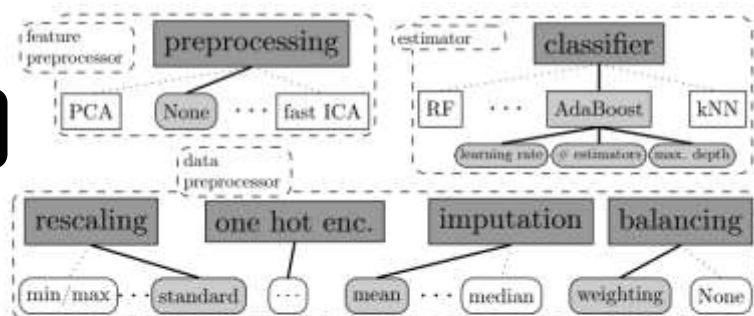 feature
preprocessor
preprocessing
PCA
None
...
fast ICA
estimator
classifier
RF
...
AdaBoost
kNN
learning rate
# estimators
max. depth
data
preprocessor
rescaling
one hot enc.
imputation
balancing
min/max
...
standard
...
mean
...
median
weighting
None